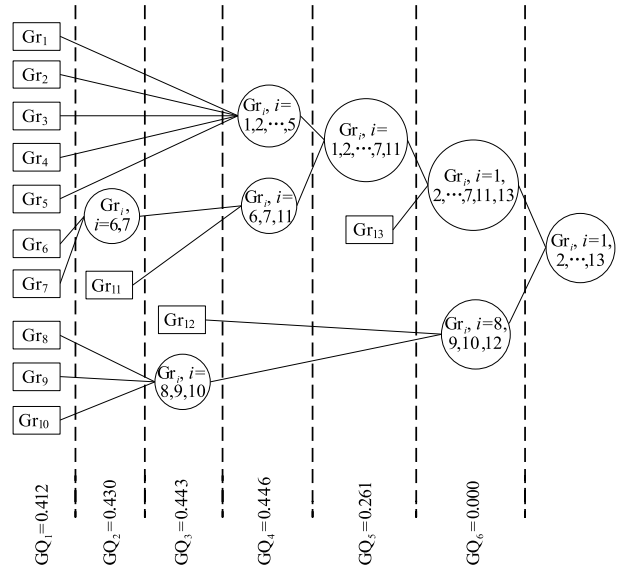 Gr₁
Gr₂
Gr₃
Gr₄
Gr₅
Gr₆
Gr₇
Gr₈
Gr₉
Gr₁₀
Grᵢ,
i=6,7
Gr₁₁
Gr₁₂
Grᵢ, i=
8,9,10
Grᵢ, i=
1,2,⋯,5
Grᵢ, i=
6,7,11
Grᵢ, i=
1,2,⋯,7,11
Gr₁₃
Grᵢ, i=1,
2,⋯,7,11,13
Grᵢ, i=8,
9,10,12
Grᵢ, i=1,
2,⋯,13
GQ₁=0.412
GQ₂=0.430
GQ₃=0.443
GQ₄=0.446
GQ₅=0.261
GQ₆=0.000